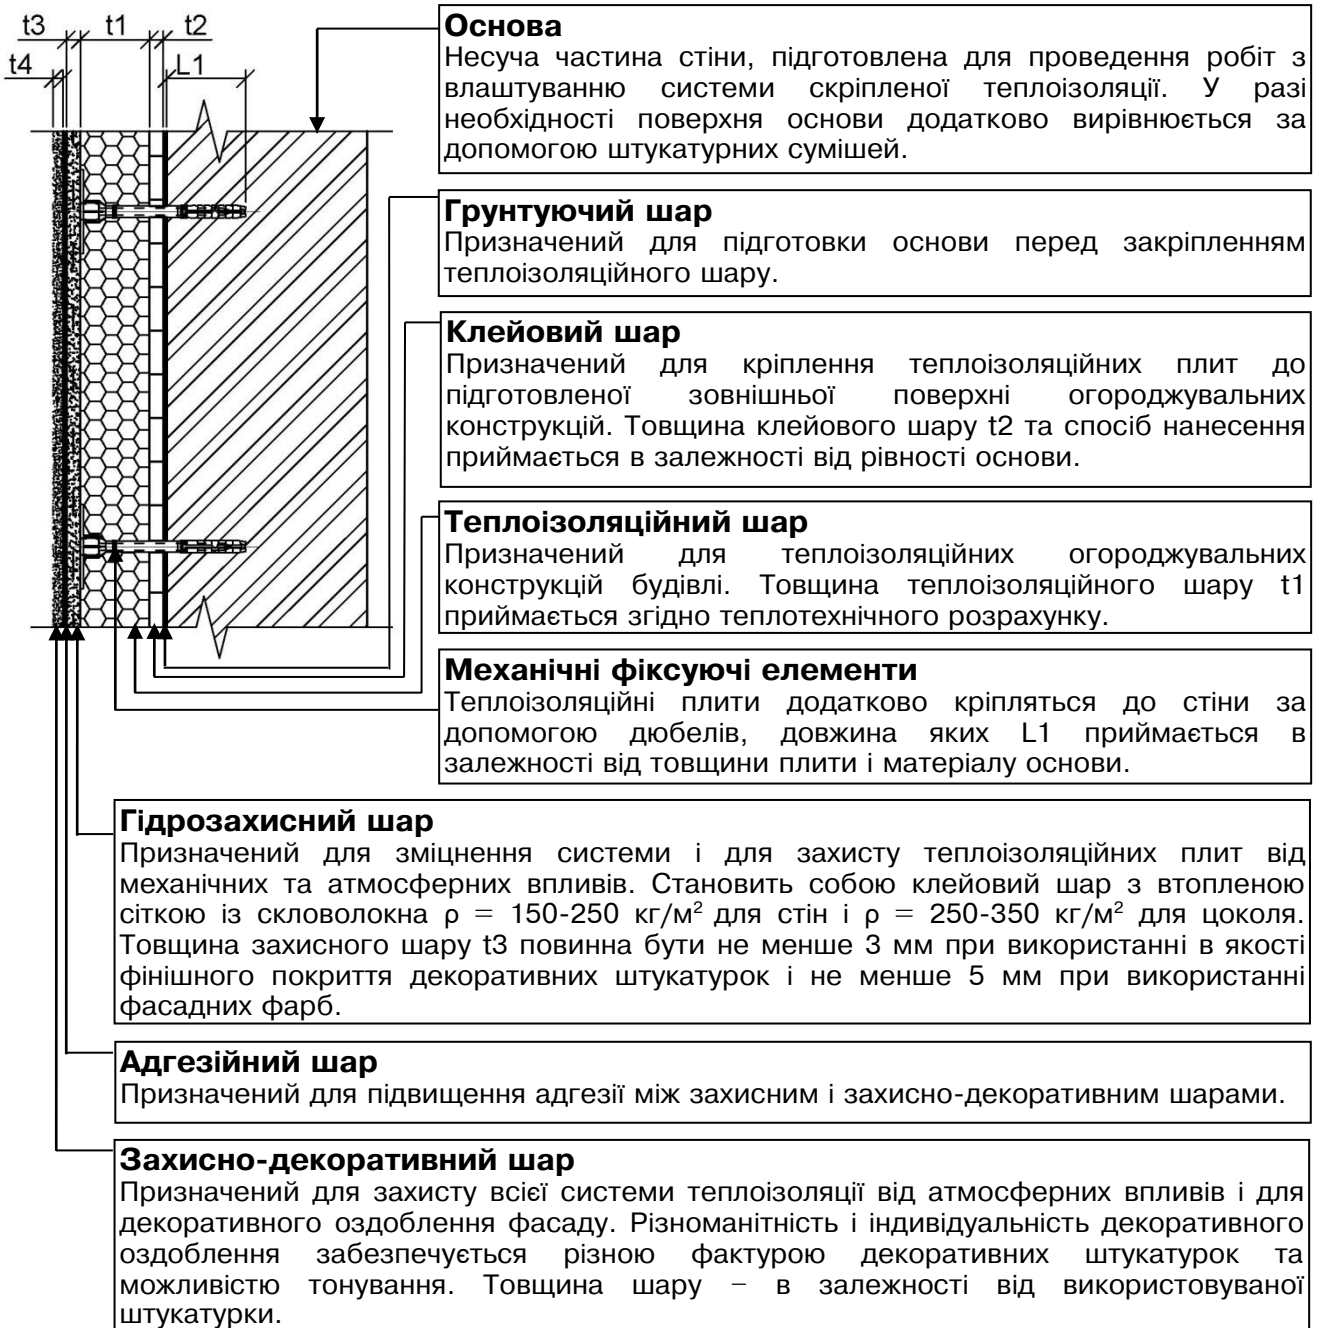 t3 t1 t2
t4 L1
Основа
Несуча частина стіни, підготовлена для проведення робіт з
влаштуванню системи скріпленої теплоізоляції. У разі
необхідності поверхня основи додатково вирівнюється за
допомогою штукатурних сумішей.
Грунтуючий шар
Призначений для підготовки основи перед закріпленням
теплоізоляційного шару.
Клейовий шар
Призначений для кріплення теплоізоляційних плит до
підготовленої зовнішньої поверхні огороджувальних
конструкцій. Товщина клейового шару t2 та спосіб нанесення
приймається в залежності від рівності основи.
Теплоізоляційний шар
Призначений для теплоізоляційних огороджувальних
конструкцій будівлі. Товщина теплоізоляційного шару t1
приймається згідно теплотехнічного розрахунку.
Механічні фіксуючі елементи
Теплоізоляційні плити додатково кріпляться до стіни за
допомогою дюбелів, довжина яких L1 приймається в
залежності від товщини плити і матеріалу основи.
Гідрозахисний шар
Призначений для зміцнення системи і для захисту теплоізоляційних плит від
механічних та атмосферних впливів. Становить собою клейовий шар з втопленою
сіткою із скловолокна ρ = 150-250 кг/м² для стін і ρ = 250-350 кг/м² для цоколя.
Товщина захисного шару t3 повинна бути не менше 3 мм при використанні в якості
фінішного покриття декоративних штукатурок і не менше 5 мм при використанні
фасадних фарб.
Адгезійний шар
Призначений для підвищення адгезії між захисним і захисно-декоративним шарами.
Захисно-декоративний шар
Призначений для захисту всієї системи теплоізоляції від атмосферних впливів і для
декоративного оздоблення фасаду. Різноманітність і індивідуальність декоративного
оздоблення забезпечується різною фактурою декоративних штукатурок та
можливістю тонування. Товщина шару – в залежності від використовуваної
штукатурки.